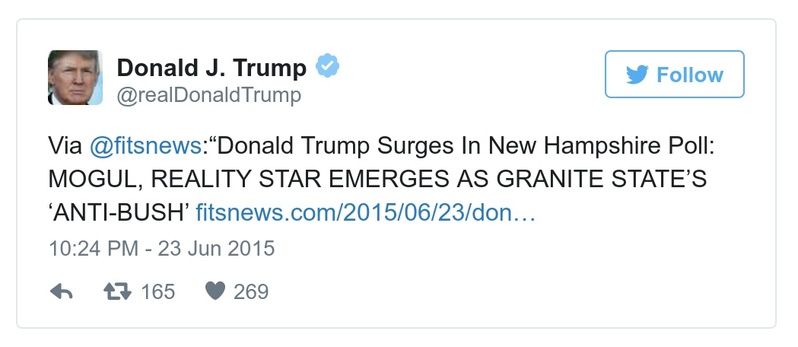 Donald J. Trump
@realDonaldTrump
Follow
Via @fitsnews:“Donald Trump Surges In New Hampshire Poll:
MOGUL, REALITY STAR EMERGES AS GRANITE STATE’S
‘ANTI-BUSH’ fitsnews.com/2015/06/23/don…
10:24 PM - 23 Jun 2015
165 269